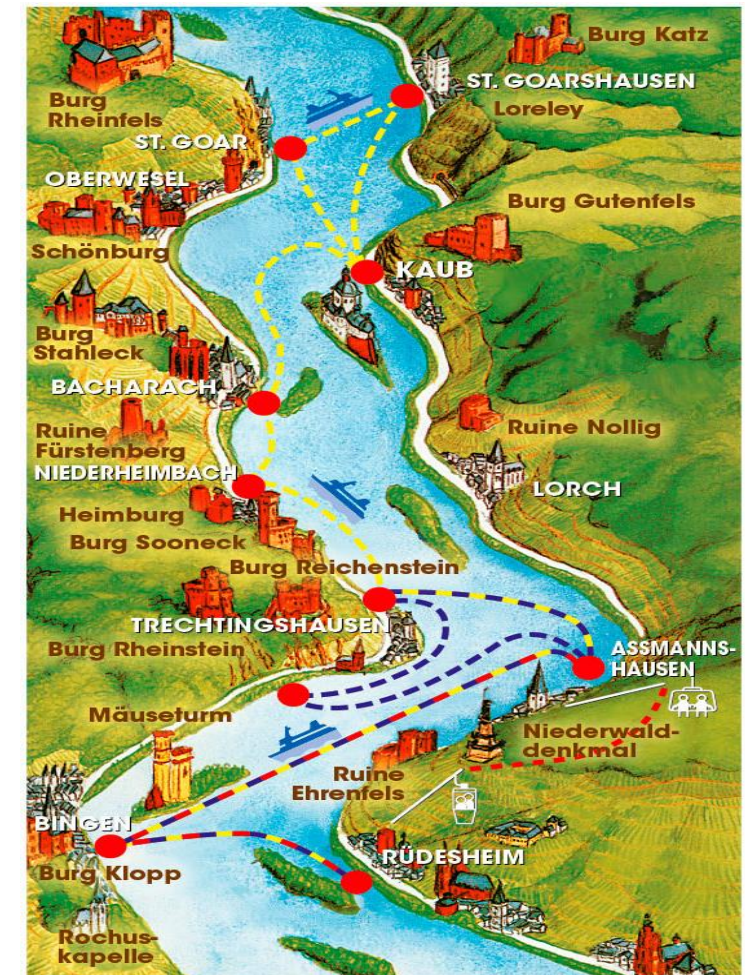 Burg Katz
ST. GOARSHAUSEN
Burg
Rheinfels
Loreley
ST. GOAR
OBERWESEL
Burg Gutenfels
Schönburg
KAUB
Burg
Stahleck
BACHARACH
Ruine
Fürstenberg
Ruine Nollig
NIEDERHEIMBACH
LORCH
Heimburg
Burg Sooneck
Burg Reichenstein
TRECHTINGSHAUSEN
Burg Rheinstein
ASSMANNS-
HAUSEN
Mäuseturm
Niederwald-
denkmal
Ruine
Ehrenfels
BINGEN
RÜDESHEIM
Burg Klopp
Rochus-
kapelle